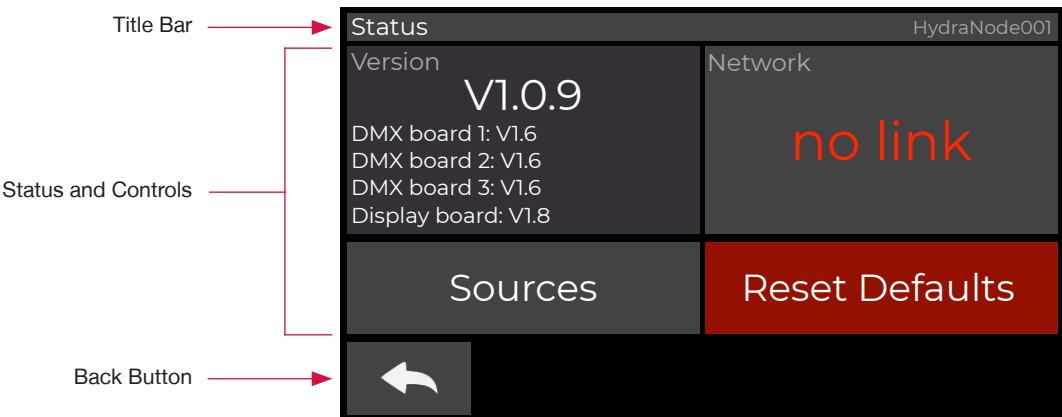 Title Bar
Status
HydraNode001
Version
V1.0.9
DMX board 1: V1.6
DMX board 2: V1.6
DMX board 3: V1.6
Display board: V1.8
Network
no link
Status and Controls
Sources
Reset Defaults
Back Button